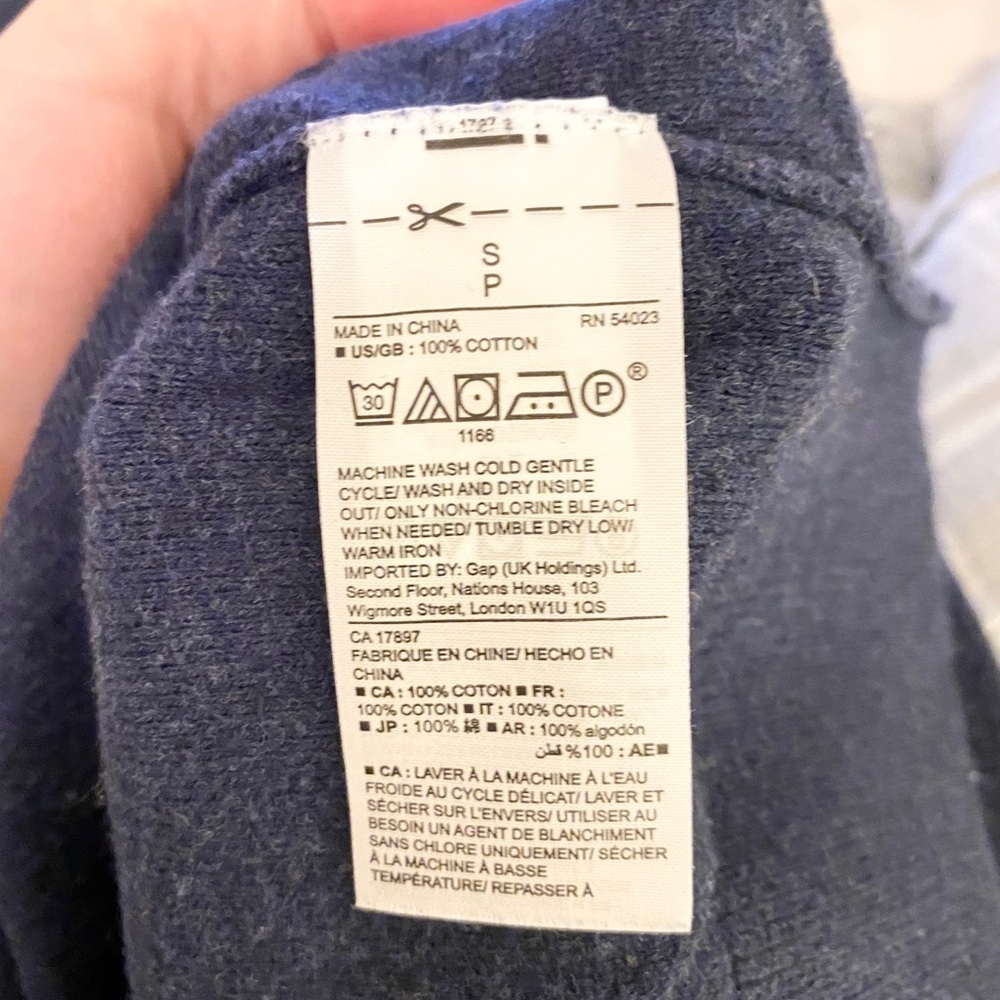 S
P
MADE IN CHINA RN 54023
■ US/GB : 100% COTTON
30 P ®
1166
MACHINE WASH COLD GENTLE
CYCLE/ WASH AND DRY INSIDE
OUT/ ONLY NON-CHLORINE BLEACH
WHEN NEEDED/ TUMBLE DRY LOW/
WARM IRON
IMPORTED BY: Gap (UK Holdings) Ltd.
Second Floor, Nations House, 103
Wigmore Street, London W1U 1QS
CA 17897
FABRIQUE EN CHINE/ HECHO EN
CHINA
■ CA : 100% COTON ■ FR :
100% COTON ■ IT : 100% COTONE
■ JP : 100% 綿 ■ AR : 100% algodón
■AE : 100% قطن
■ CA : LAVER À LA MACHINE À L'EAU
FROIDE AU CYCLE DÉLICAT/ LAVER ET
SÉCHER SUR L'ENVERS/ UTILISER AU
BESOIN UN AGENT DE BLANCHIMENT
SANS CHLORE UNIQUEMENT/ SÉCHER
À LA MACHINE À BASSE
TEMPÉRATURE/ REPASSER À